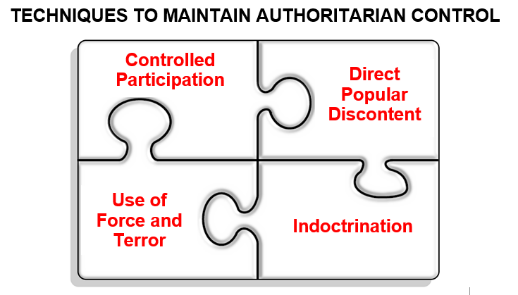 TECHNIQUES TO MAINTAIN AUTHORITARIAN CONTROL
Controlled
Participation
Direct
Popular
Discontent
Use of
Force and
Terror
Indoctrination